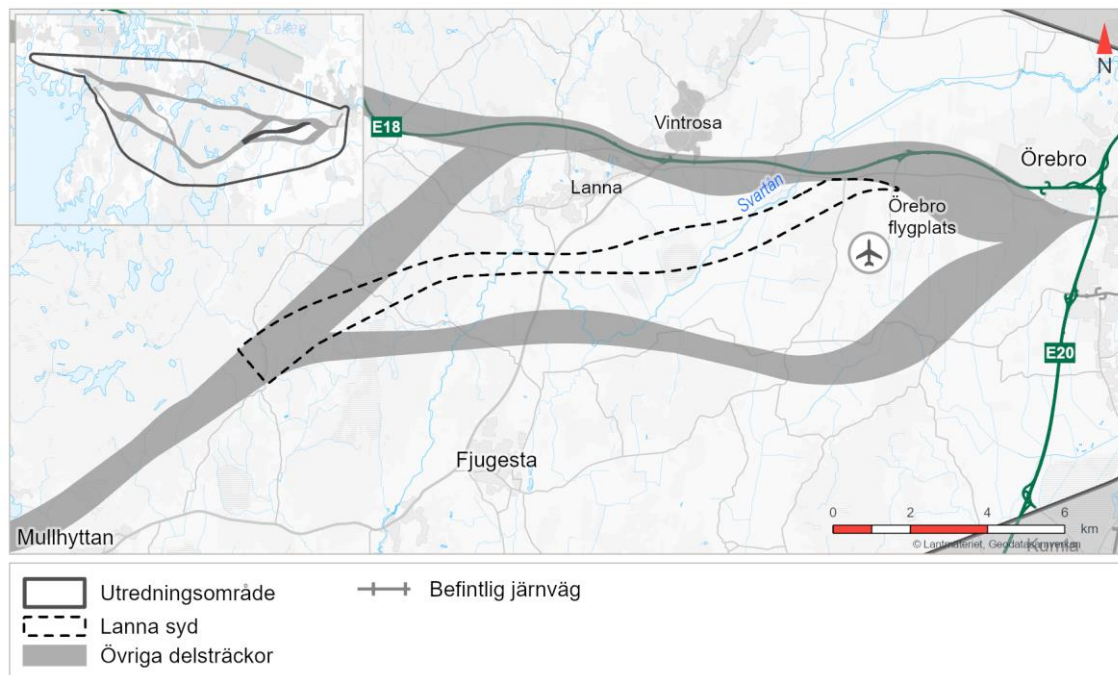 E18
Vintrosa
N
Örebro
Lanna
Svartån
Örebro
flygplats
E20
Fjugesta
Mullhyttan
0 2 4 6
km
© Lantmäteriet, Geodatasamverkan
Kumla
Utredningsområde
Befintlig järnväg
Lanna syd
Övriga delsträckor